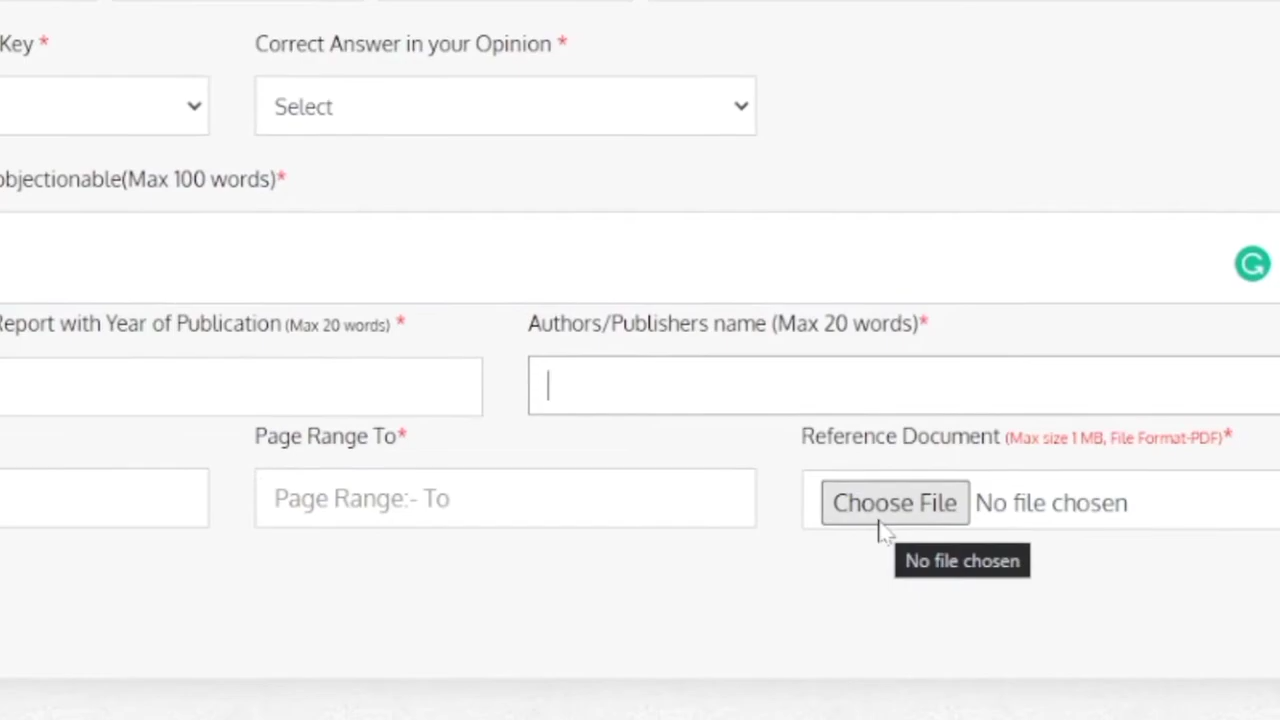 Key * Correct Answer in your Opinion *
Select
objectionable(Max 100 words)*
Report with Year of Publication (Max 20 words) * Authors/Publishers name (Max 20 words)*
Page Range To* Reference Document (Max size 1 MB, File Format-PDF)*
Page Range:- To Choose File No file chosen
No file chosen